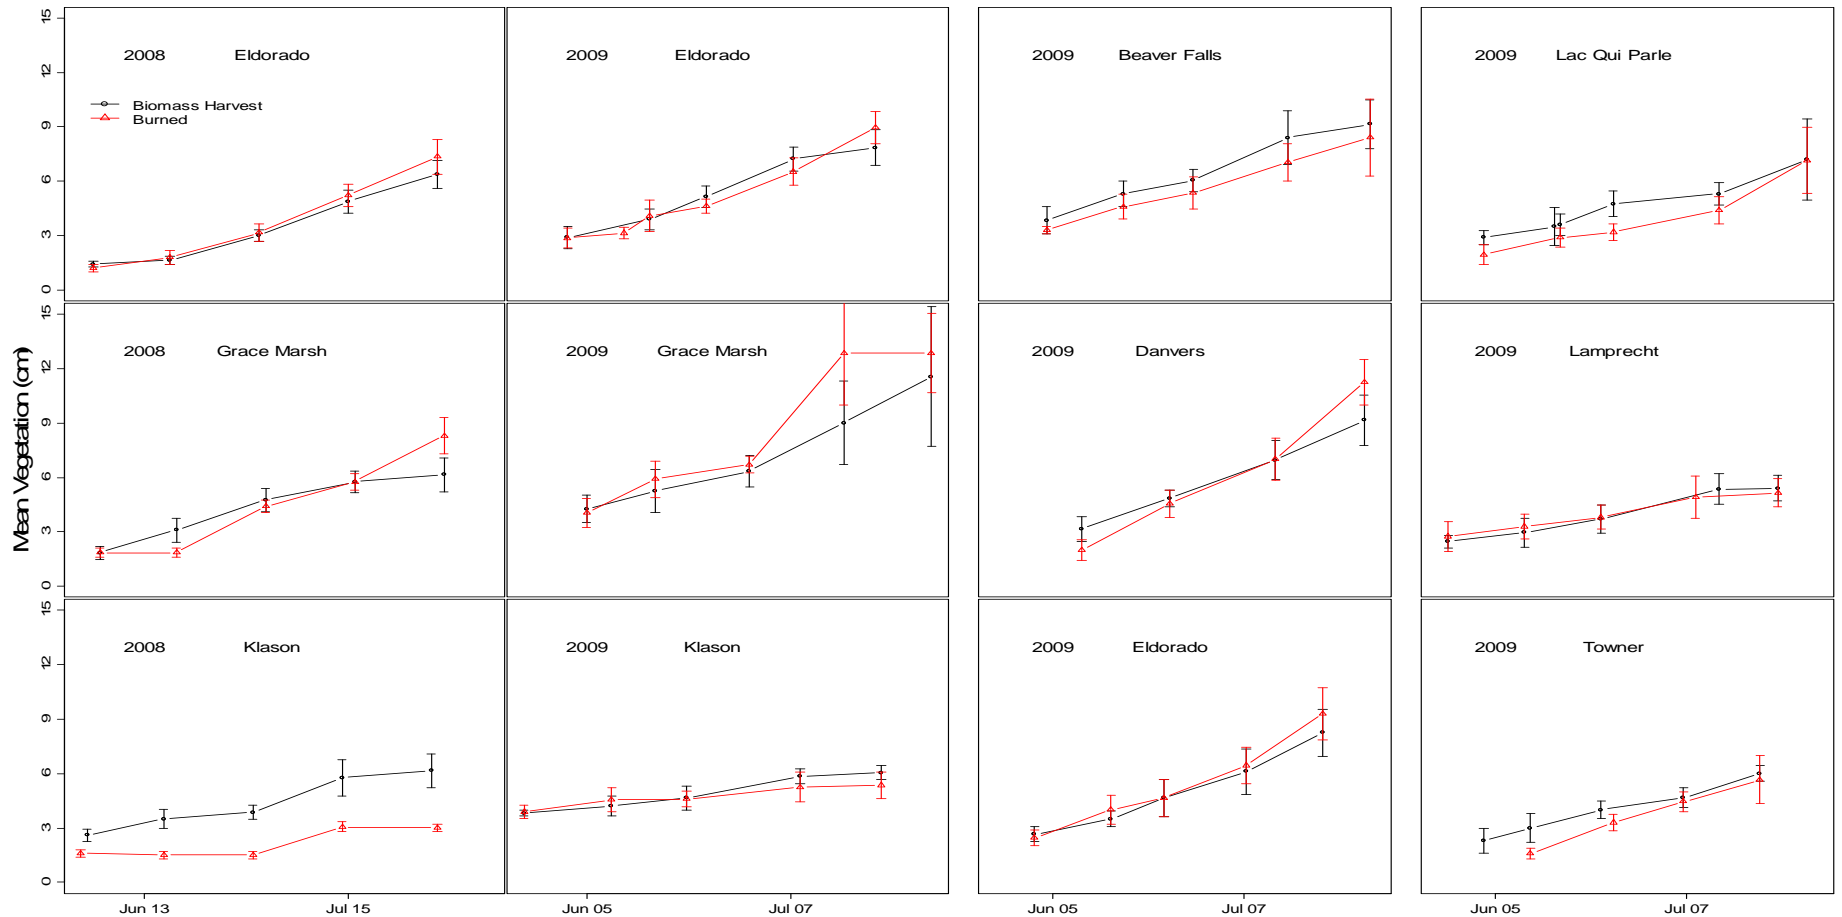 Mean Vegetation (cm)
15
12
9
6
3
0
2008 Eldorado
Biomass Harvest
Burned
2009 Eldorado
2009 Beaver Falls
2009 Lac Qui Parle
15
12
9
6
3
0
2008 Grace Marsh
2009 Grace Marsh
2009 Danvers
2009 Lamprecht
15
12
9
6
3
0
2008 Klason
2009 Klason
2009 Eldorado
2009 Towner
Jun 13 Jul 15
Jun 05 Jul 07
Jun 05 Jul 07
Jun 05 Jul 07